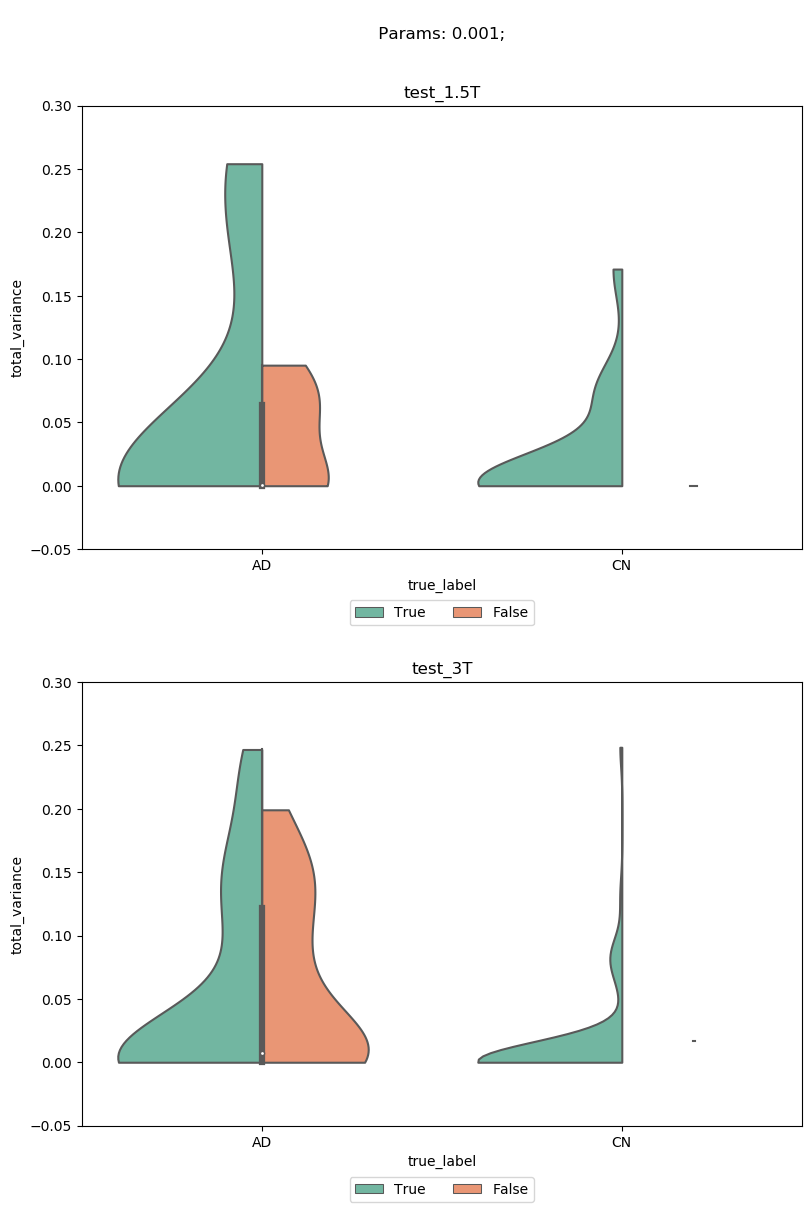 Params: 0.001;
test_1.5T
0.30
0.25
0.20
0.15
0.10
0.05
0.00
−0.05
total_variance
AD CN
true_label
True False
test_3T
0.30
0.25
0.20
0.15
0.10
0.05
0.00
−0.05
total_variance
AD CN
true_label
True False